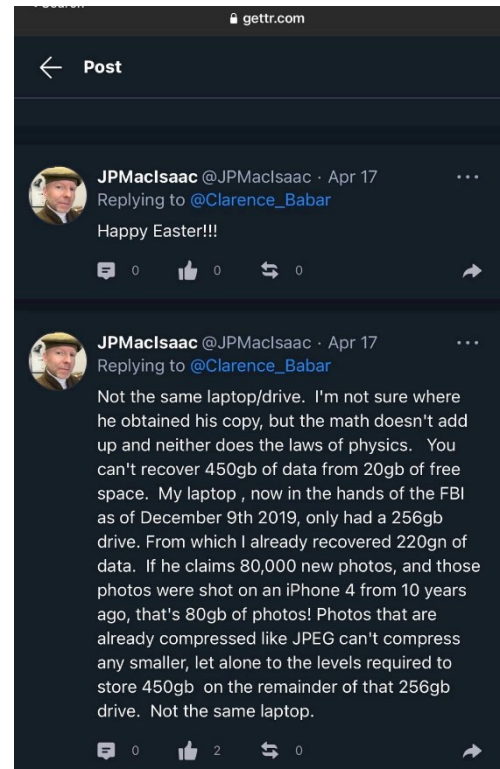 gettr.com
Post
JPMacIsaac @JPMacIsaac · Apr 17
Replying to @Clarence_Babar
Happy Easter!!!
0 0 0
JPMacIsaac @JPMacIsaac · Apr 17
Replying to @Clarence_Babar
Not the same laptop/drive. I'm not sure where
he obtained his copy, but the math doesn't add
up and neither does the laws of physics. You
can't recover 450gb of data from 20gb of free
space. My laptop , now in the hands of the FBI
as of December 9th 2019, only had a 256gb
drive. From which I already recovered 220gn of
data. If he claims 80,000 new photos, and those
photos were shot on an iPhone 4 from 10 years
ago, that's 80gb of photos! Photos that are
already compressed like JPEG can't compress
any smaller, let alone to the levels required to
store 450gb on the remainder of that 256gb
drive. Not the same laptop.
0 2 0